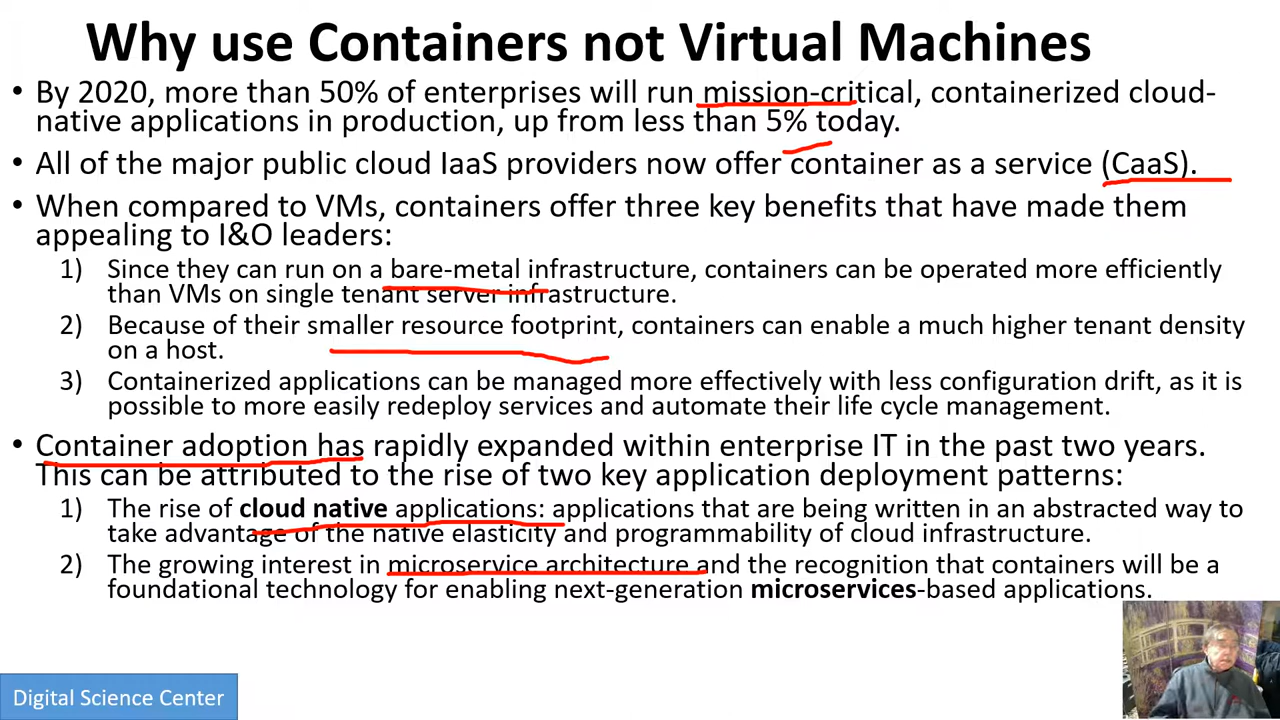 Why use Containers not Virtual Machines
• By 2020, more than 50% of enterprises will run mission-critical, containerized cloud-
native applications in production, up from less than 5% today.
• All of the major public cloud IaaS providers now offer container as a service (CaaS).
• When compared to VMs, containers offer three key benefits that have made them
appealing to I&O leaders:
1) Since they can run on a bare-metal infrastructure, containers can be operated more efficiently
than VMs on single tenant server infrastructure.
2) Because of their smaller resource footprint, containers can enable a much higher tenant density
on a host.
3) Containerized applications can be managed more effectively with less configuration drift, as it is
possible to more easily redeploy services and automate their life cycle management.
• Container adoption has rapidly expanded within enterprise IT in the past two years.
This can be attributed to the rise of two key application deployment patterns:
1) The rise of cloud native applications: applications that are being written in an abstracted way to
take advantage of the native elasticity and programmability of cloud infrastructure.
2) The growing interest in microservice architecture and the recognition that containers will be a
foundational technology for enabling next-generation microservices-based applications.
Digital Science Center